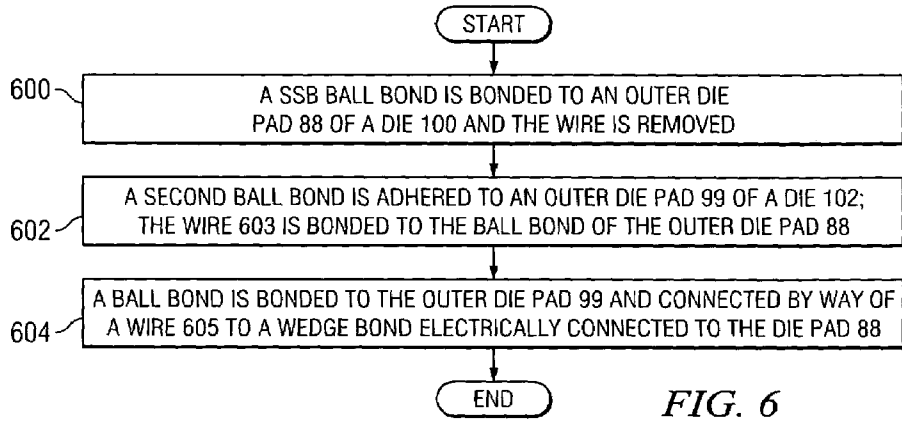 START
600
A SSB BALL BOND IS BONDED TO AN OUTER DIE
PAD 88 OF A DIE 100 AND THE WIRE IS REMOVED
602
A SECOND BALL BOND IS ADHERED TO AN OUTER DIE PAD 99 OF A DIE 102;
THE WIRE 603 IS BONDED TO THE BALL BOND OF THE OUTER DIE PAD 88
604
A BALL BOND IS BONDED TO THE OUTER DIE PAD 99 AND CONNECTED BY WAY OF
A WIRE 605 TO A WEDGE BOND ELECTRICALLY CONNECTED TO THE DIE PAD 88
END
FIG. 6